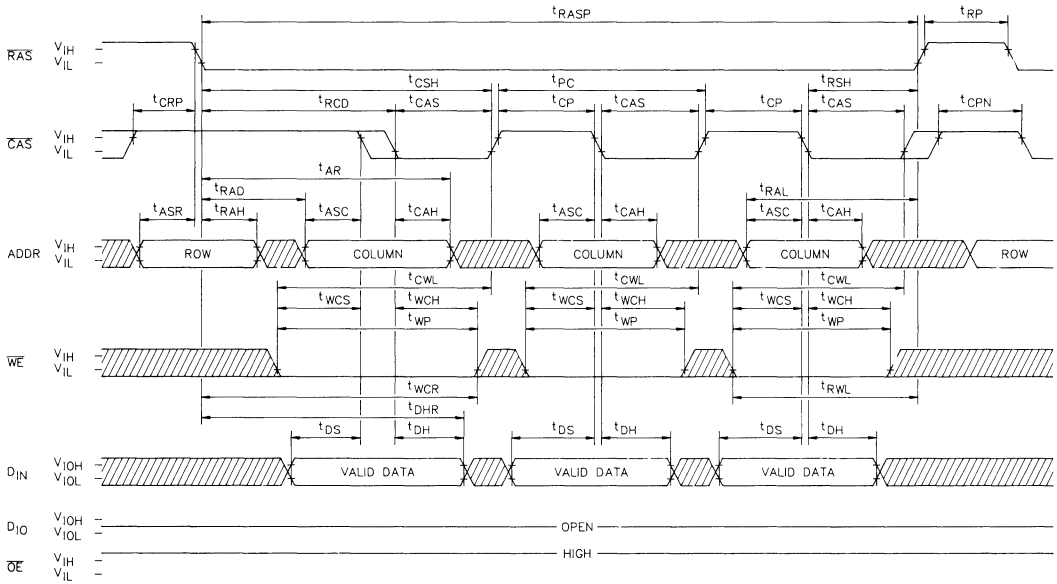 tRASP tRP
RAS VIH
VIL
tCSH tPC tRSH
tCRP tRCD tCAS tCP tCAS tCP tCAS tCPN
CAS VIH
VIL
tAR
tRAD tRAL
tASR tRAH tASC tCAH tASC tCAH tASC tCAH
ADDR VIH
VIL
ROW COLUMN COLUMN COLUMN ROW
tCWL tCWL tCWL
tWCS tWCH tWCS tWCH tWCS tWCH
tWP tWP tWP
WE VIH
VIL
tWCR tRWL
tDHR
tDS tDH tDS tDH tDS tDH
DIN VIOH
VIOL
VALID DATA VALID DATA VALID DATA
DIO VIOH
VIOL
OPEN
HIGH
OE VIH
VIL